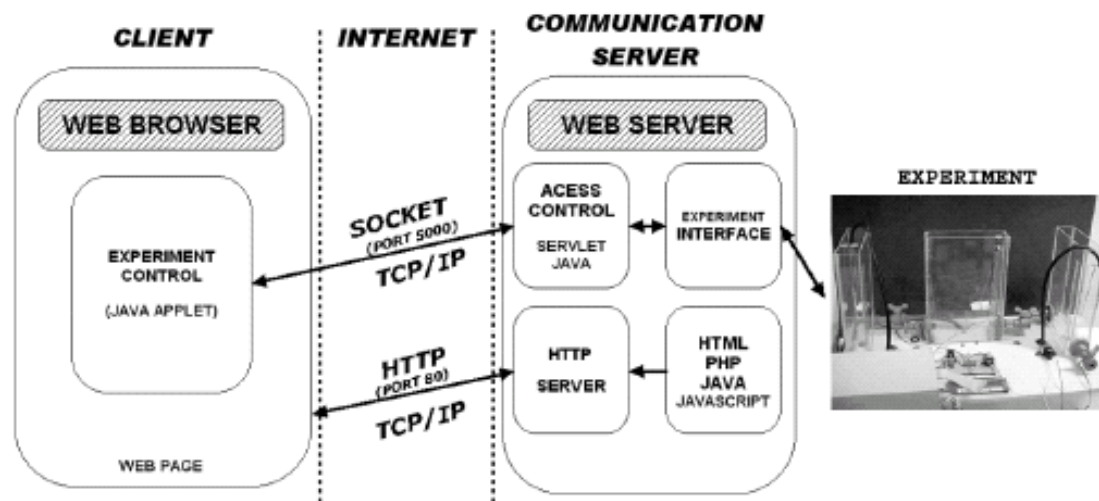 CLIENT
INTERNET
COMMUNICATION
SERVER
WEB BROWSER
EXPERIMENT
CONTROL
(JAVA APPLET)
WEB PAGE
SOCKET
(PORT 5000)
TCP/IP
HTTP
(PORT 80)
TCP/IP
WEB SERVER
ACESS
CONTROL
SERVLET
JAVA
EXPERIMENT
INTERFACE
HTTP
SERVER
HTML
PHP
JAVA
JAVASCRIPT
EXPERIMENT